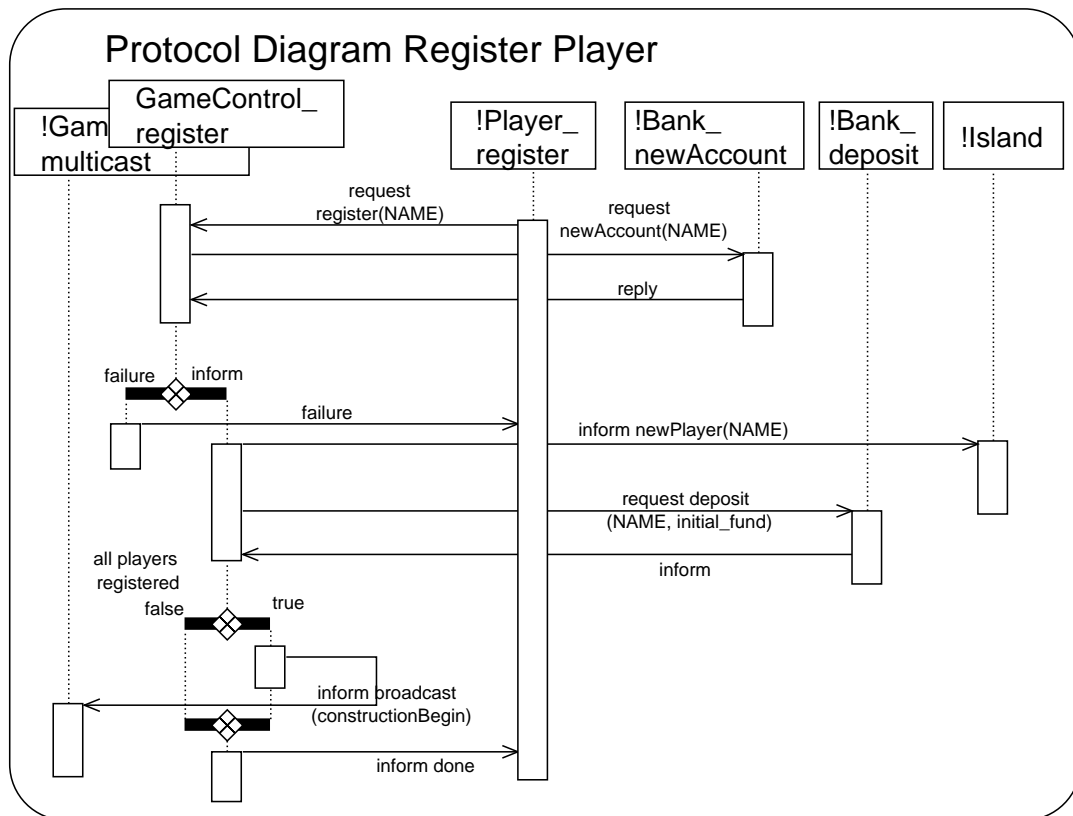 Protocol Diagram Register Player
GameControl_
register
!Gam
multicast
!Player_
register
!Bank_
newAccount
!Bank_
deposit
!Island
request
register(NAME)
request
newAccount(NAME)
reply
failure
inform
failure
inform newPlayer(NAME)
request deposit
(NAME, initial_fund)
inform
all players
registered
false
true
inform broadcast
(constructionBegin)
inform done